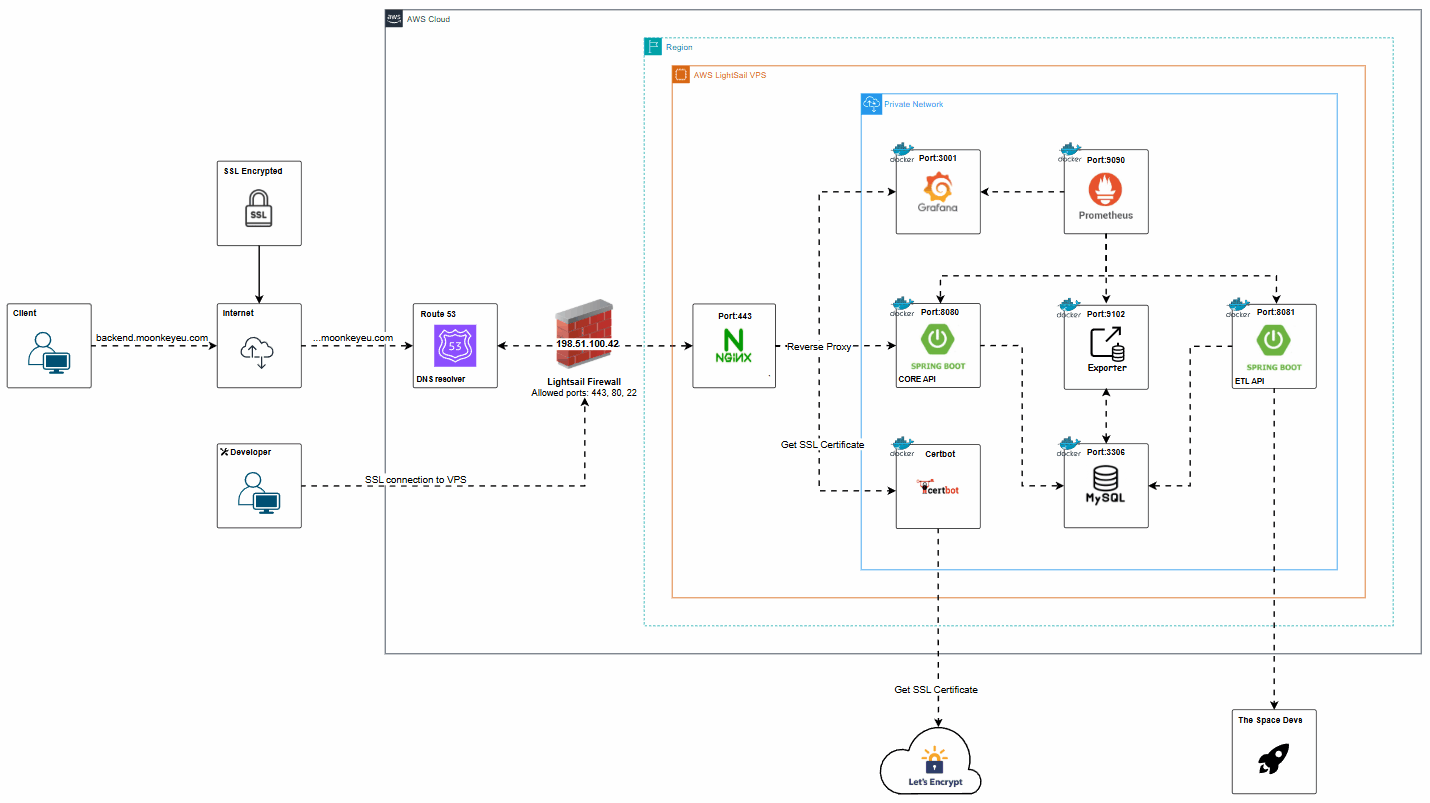 aws
AWS Cloud
Region
AWS LightSail VPS
Private Network
docker
Port:3001
Grafana
docker
Port:9090
Prometheus
SSL Encrypted
SSL
Client
backend.moonkeyeu.com
Internet
...moonkeyeu.com
Route 53
53
DNS resolver
198.51.100.42
Lightsail Firewall
Allowed ports: 443, 80, 22
Port:443
NGINX
Reverse Proxy
docker
Port:8080
SPRING BOOT
CORE API
docker
Port:9102
Exporter
docker
Port:8081
SPRING BOOT
ETL API
Developer
SSL connection to VPS
Get SSL Certificate
docker
Certbot
certbot
docker
Port:3306
MySQL
Get SSL Certificate
Let's Encrypt
The Space Devs